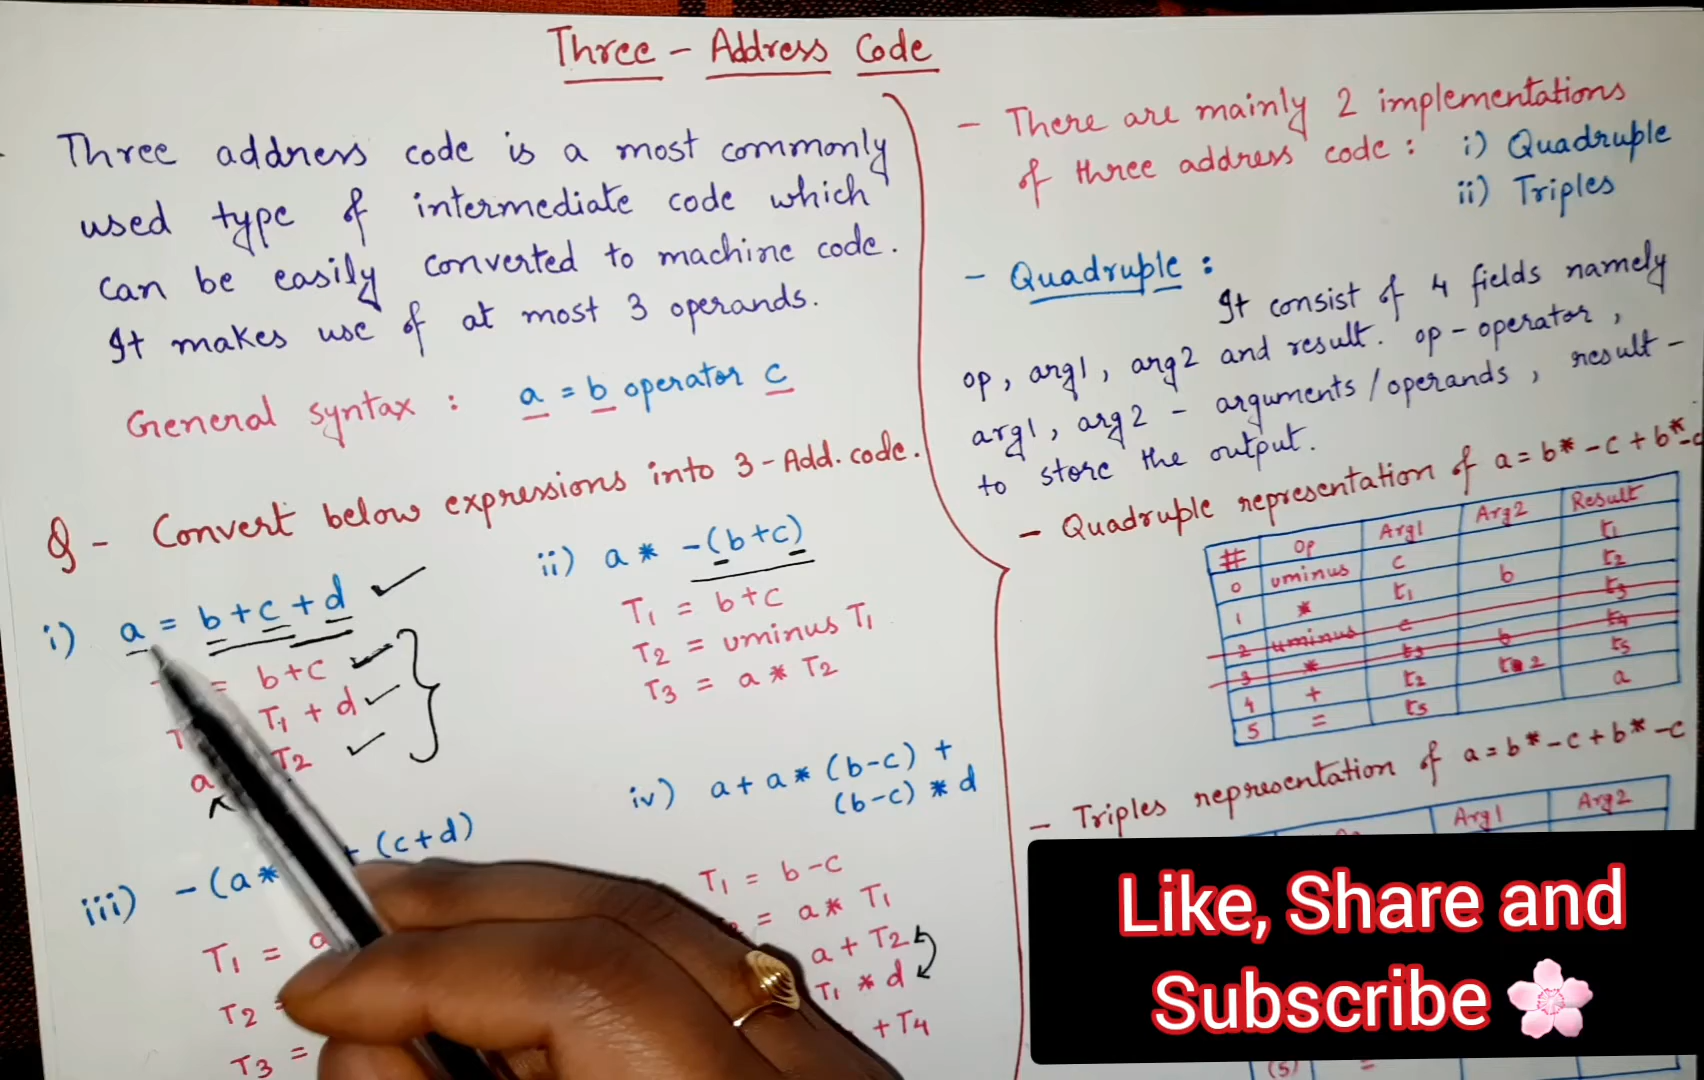 Three - Address Code
Three address code is a most commonly
used type of intermediate code which
can be easily converted to machine code.
It makes use of at most 3 operands.
General syntax : a = b operator c
Q - Convert below expressions into 3-Add. code.
i) a = b + c + d
= b+c
T1 + d
a T2
ii) a * -(b+c)
T1 = b+c
T2 = uminus T1
T3 = a * T2
iii) -(a* + (c+d)
T1 = a
T2 =
T3 =
iv) a + a * (b-c) +
(b-c) * d
T1 = b-c
= a * T1
a + T2
T1 * d
+ T4
- There are mainly 2 implementations
of three address code : i) Quadruple
ii) Triples
- Quadruple :
It consist of 4 fields namely
op, arg1, arg2 and result. op - operator,
arg1, arg2 - arguments/operands, result -
to store the output.
- Quadruple representation of a = b* -c + b* -c
# Op Arg1 Arg2 Result
0 uminus c t1
1 * t1 b t2
2 uminus c t3
3 * t3 b t4
4 + t2 t2 t5
5 = t5 a
- Triples representation of a = b* -c + b* -c
Arg1 Arg2
(5) =
Like, Share and
Subscribe